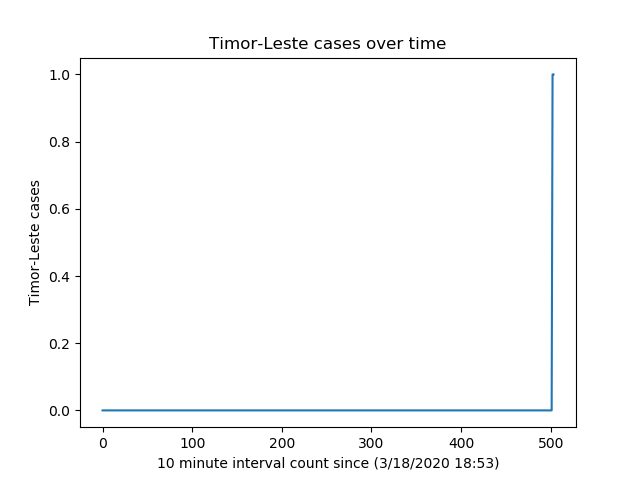 Timor-Leste cases over time
1.0
0.8
0.6
0.4
0.2
0.0
Timor-Leste cases
0 100 200 300 400 500
10 minute interval count since (3/18/2020 18:53)